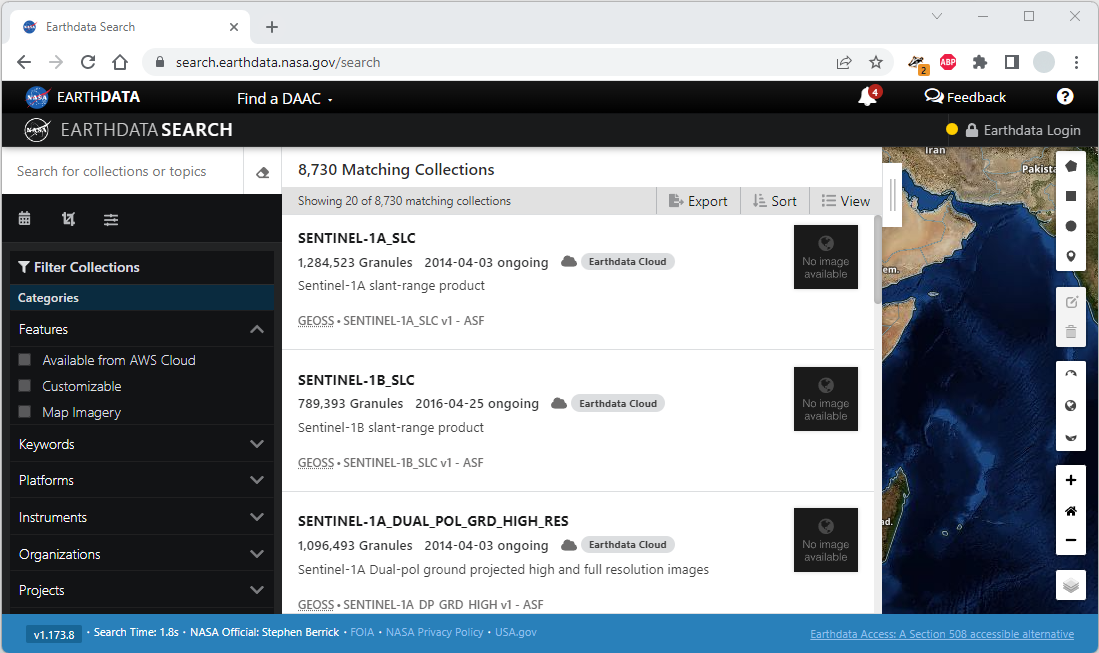 Earthdata Search
search.earthdata.nasa.gov/search
ABP
2
NASA
EARTHDATA
Find a DAAC
4
Feedback
?
NASA
EARTHDATA SEARCH
Earthdata Login
Search for collections or topics
8,730 Matching Collections
Showing 20 of 8,730 matching collections
Export
Sort
View
Filter Collections
Categories
Features
Available from AWS Cloud
Customizable
Map Imagery
Keywords
Platforms
Instruments
Organizations
Projects
SENTINEL-1A_SLC
1,284,523 Granules 2014-04-03 ongoing Earthdata Cloud
Sentinel-1A slant-range product
GEOSS • SENTINEL-1A_SLC v1 - ASF
No image
available
SENTINEL-1B_SLC
789,393 Granules 2016-04-25 ongoing Earthdata Cloud
Sentinel-1B slant-range product
GEOSS • SENTINEL-1B_SLC v1 - ASF
No image
available
SENTINEL-1A_DUAL_POL_GRD_HIGH_RES
1,096,493 Granules 2014-04-03 ongoing Earthdata Cloud
Sentinel-1A Dual-pol ground projected high and full resolution images
GEOSS • SENTINEL-1A_DP_GRD_HIGH v1 - ASF
No image
available
Iran
Pakista
em.
ad.
v1.173.8 • Search Time: 1.8s • NASA Official: Stephen Berrick • FOIA • NASA Privacy Policy • USA.gov
Earthdata Access: A Section 508 accessible alternative